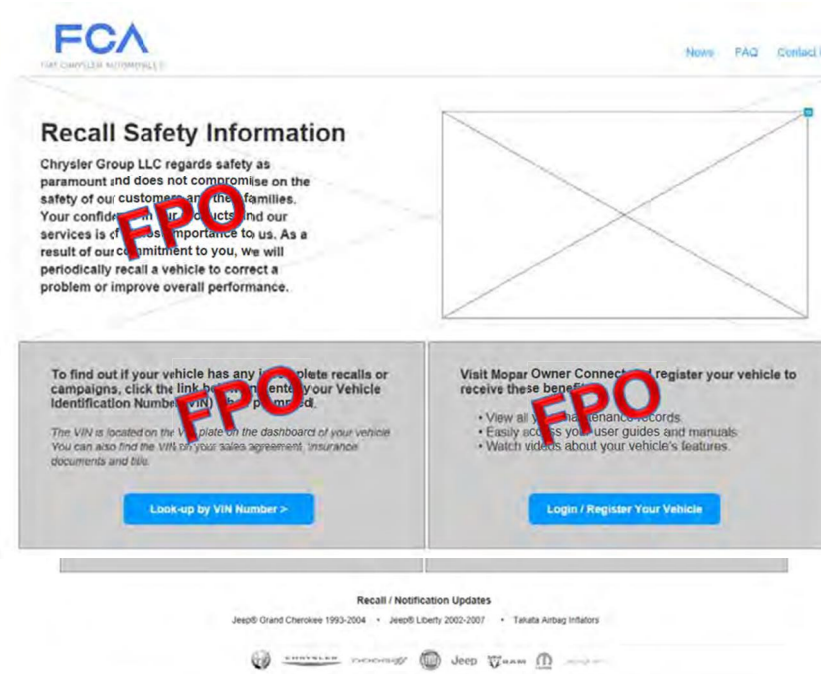 FCA
FIAT CHRYSLER AUTOMOBILES
News FAQ Contact
Recall Safety Information
Chrysler Group LLC regards safety as
paramount and does not compromise on the
safety of our customers and their families.
Your in our products and our
services is of importance to us. As a
result of our commitment to you, we will
periodically recall a vehicle to correct a
problem or improve overall performance.
FPO
To find out if your vehicle has any recalls or
campaigns, click the link below and enter your Vehicle
Identification Number (VIN) when prompted.
The VIN is located on the VIN plate on the dashboard of your vehicle
You can also find the VIN on your sales agreement, insurance
documents and title.
FPO
Look-up by VIN Number >
Visit Mopar Owner Connect and register your vehicle to
receive these benefits
• View all your maintenance records
• Easily access your user guides and manuals
• Watch videos about your vehicle's features.
FPO
Login / Register Your Vehicle
Recall / Notification Updates
Jeep® Grand Cherokee 1993-2004 • Jeep® Liberty 2002-2007 • Takata Airbag Inflators
CHRYSLER DODGE Jeep RAM